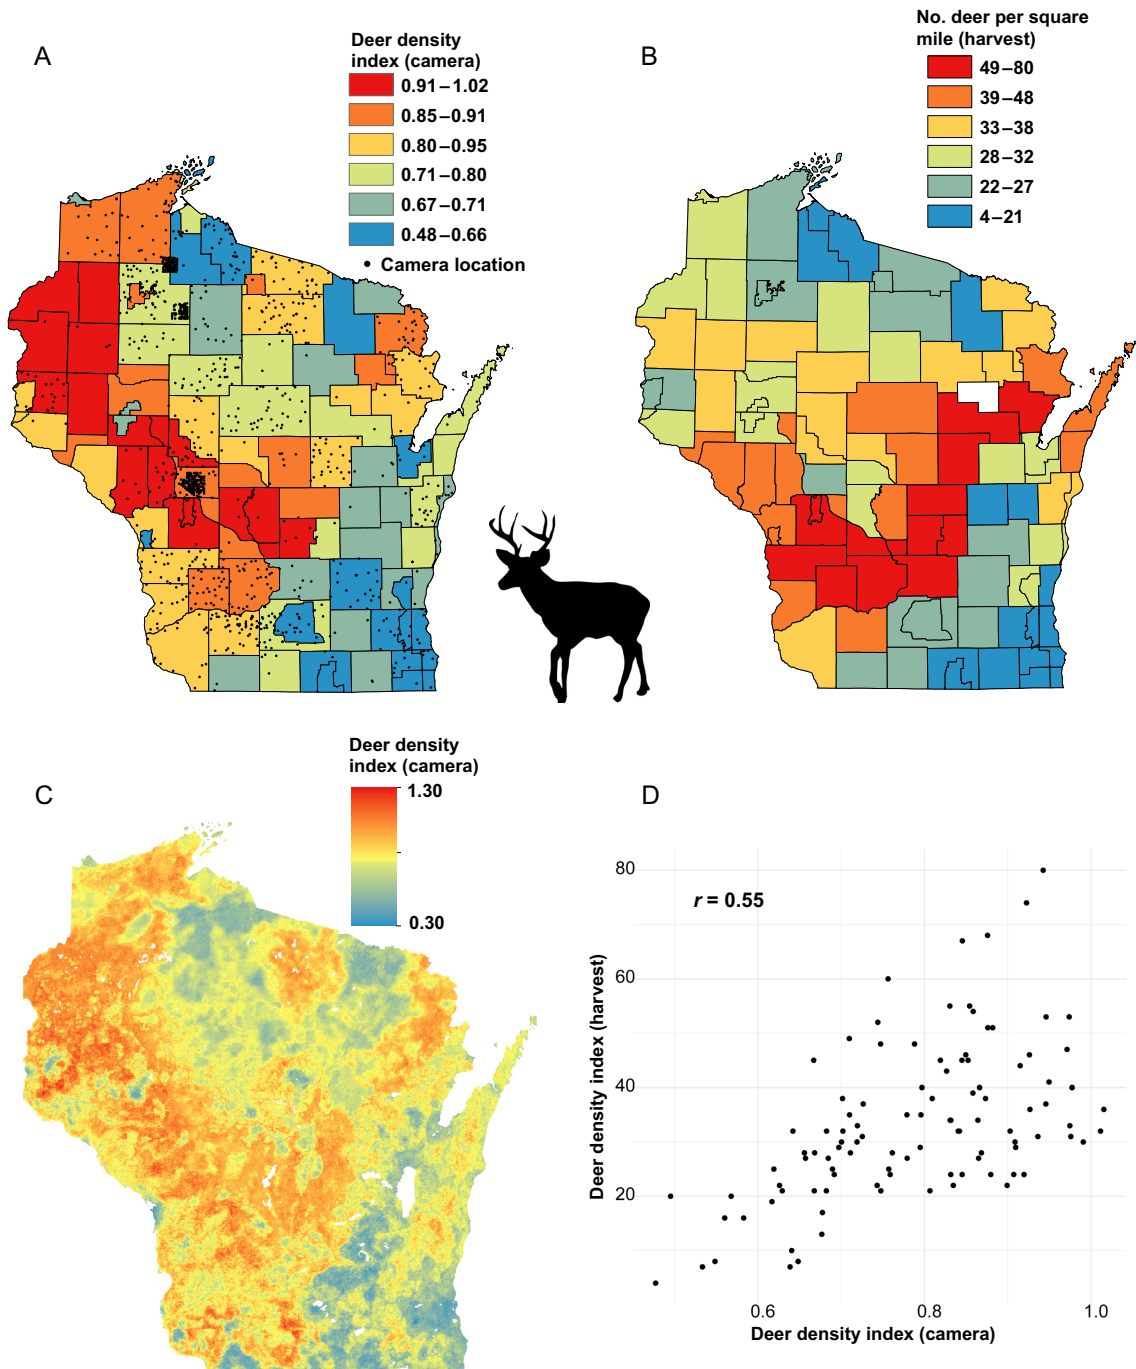 A
Deer density
index (camera)
0.91–1.02
0.85–0.91
0.80–0.95
0.71–0.80
0.67–0.71
0.48–0.66
Camera location
B
No. deer per square
mile (harvest)
49–80
39–48
33–38
28–32
22–27
4–21
C
Deer density
index (camera)
1.30
0.30
D
r = 0.55
Deer density index (harvest)
80
60
40
20
0.6
0.8
1.0
Deer density index (camera)